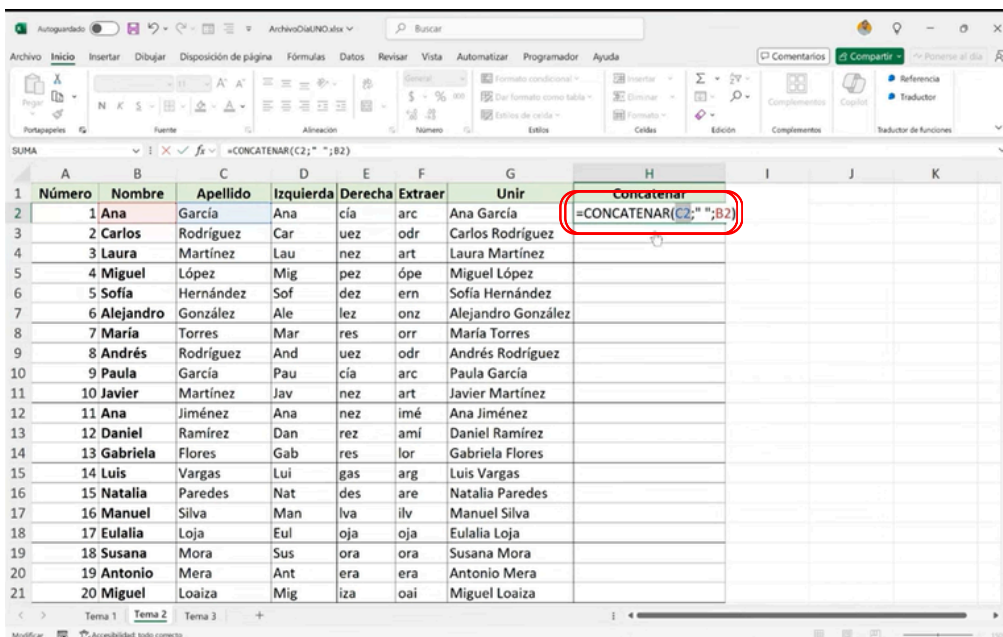 Autoguardado ArchivoDíaUNO.xlsx Buscar
Archivo Inicio Insertar Dibujar Disposición de página Fórmulas Datos Revisar Vista Automatizar Programador Ayuda Comentarios Compartir Ponerse al día
Pegar N K S General $ % 000 Formato condicional Dar formato como tabla Estilos de celda Insertar Eliminar Formato Complementos Copilot Referencia Traductor
Portapapeles Fuente Alineación Número Estilos Celdas Edición Complementos Traductor de funciones
SUMA fx =CONCATENAR(C2;" ";B2)
A B C D E F G H I J K
1 Número Nombre Apellido Izquierda Derecha Extraer Unir Concatenar
2 1 Ana García Ana cía arc Ana García =CONCATENAR(C2;" ";B2)
3 2 Carlos Rodríguez Car uez odr Carlos Rodríguez
4 3 Laura Martínez Lau nez art Laura Martínez
5 4 Miguel López Mig pez ópe Miguel López
6 5 Sofía Hernández Sof dez ern Sofía Hernández
7 6 Alejandro González Ale lez onz Alejandro González
8 7 María Torres Mar res orr María Torres
9 8 Andrés Rodríguez And uez odr Andrés Rodríguez
10 9 Paula García Pau cía arc Paula García
11 10 Javier Martínez Jav nez art Javier Martínez
12 11 Ana Jiménez Ana nez imé Ana Jiménez
13 12 Daniel Ramírez Dan rez amí Daniel Ramírez
14 13 Gabriela Flores Gab res lor Gabriela Flores
15 14 Luis Vargas Lui gas arg Luis Vargas
16 15 Natalia Paredes Nat des are Natalia Paredes
17 16 Manuel Silva Man lva ilv Manuel Silva
18 17 Eulalia Loja Eul oja oja Eulalia Loja
19 18 Susana Mora Sus ora ora Susana Mora
20 19 Antonio Mera Ant era era Antonio Mera
21 20 Miguel Loaiza Mig iza oai Miguel Loaiza
Tema 1 Tema 2 Tema 3 +
Modificar Accesibilidad: todo correcto